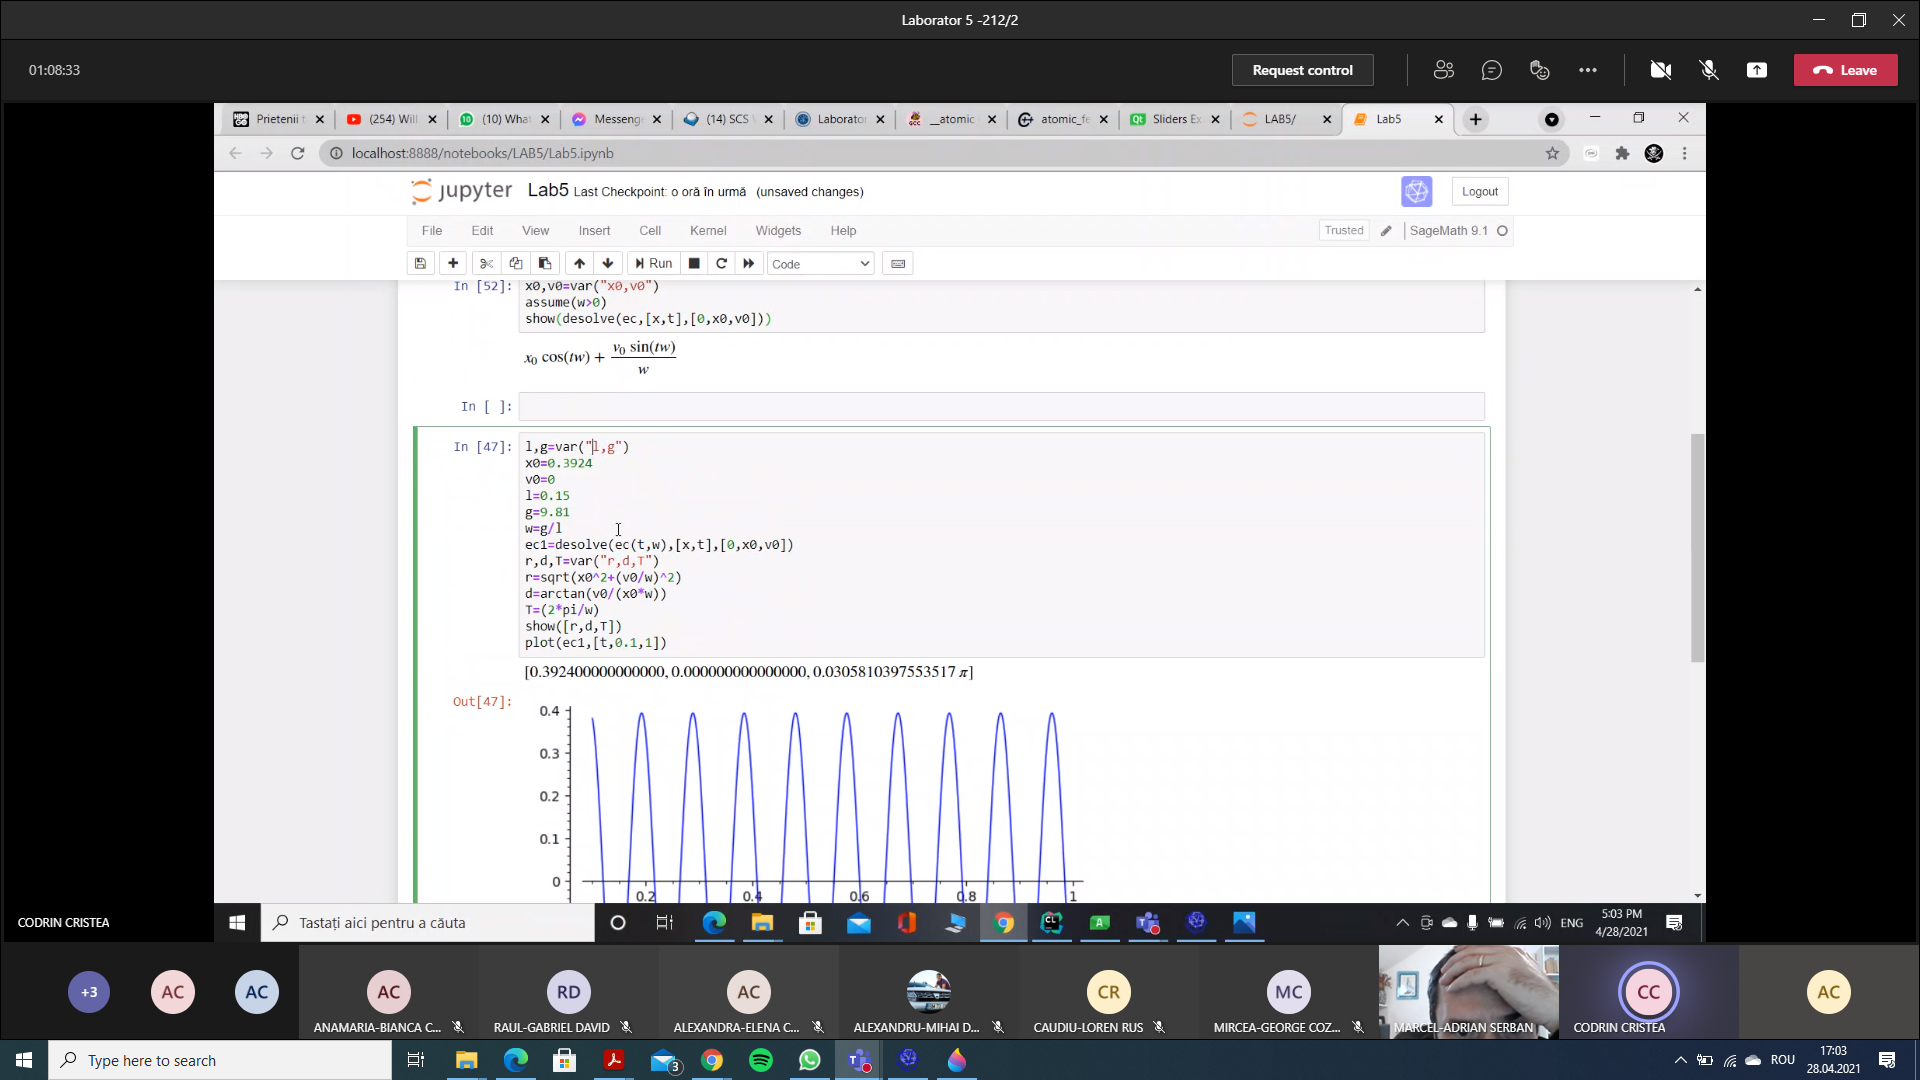 Laborator 5 -212/2
01:08:33
Request control
Leave
Prietenii t
(254) Will
(10) What
Messenge
(14) SCS
Laborator
__atomic
atomic_fe
Sliders Ex
LAB5/
Lab5
localhost:8888/notebooks/LAB5/Lab5.ipynb
jupyter
Lab5 Last Checkpoint: o oră în urmă (unsaved changes)
Logout
File Edit View Insert Cell Kernel Widgets Help
Trusted
SageMath 9.1
Run
Code
In [52]:
x0,v0=var("x0,v0")
assume(w>0)
show(desolve(ec,[x,t],[0,x0,v0]))
x0 cos(tw) + v0 sin(tw) / w
In [ ]:
In [47]:
l,g=var("l,g")
x0=0.3924
v0=0
l=0.15
g=9.81
w=g/l
ec1=desolve(ec(t,w),[x,t],[0,x0,v0])
r,d,T=var("r,d,T")
r=sqrt(x0^2+(v0/w)^2)
d=arctan(v0/(x0*w))
T=(2*pi/w)
show([r,d,T])
plot(ec1,[t,0.1,1])
[0.392400000000000, 0.000000000000000, 0.0305810397553517 π]
Out[47]:
0.4
0.3
0.2
0.1
0
0.2 0.4 0.6 0.8 1
CODRIN CRISTEA
Tastați aici pentru a căuta
ENG
5:03 PM
4/28/2021
+3
AC
AC
AC
ANAMARIA-BIANCA C...
RD
RAUL-GABRIEL DAVID
AC
ALEXANDRA-ELENA C...
ALEXANDRU-MIHAI D...
CR
CAUDIU-LOREN RUS
MC
MIRCEA-GEORGE COZ...
MARCEL-ADRIAN SERBAN
CC
CODRIN CRISTEA
AC
Type here to search
3
ROU
17:03
28.04.2021